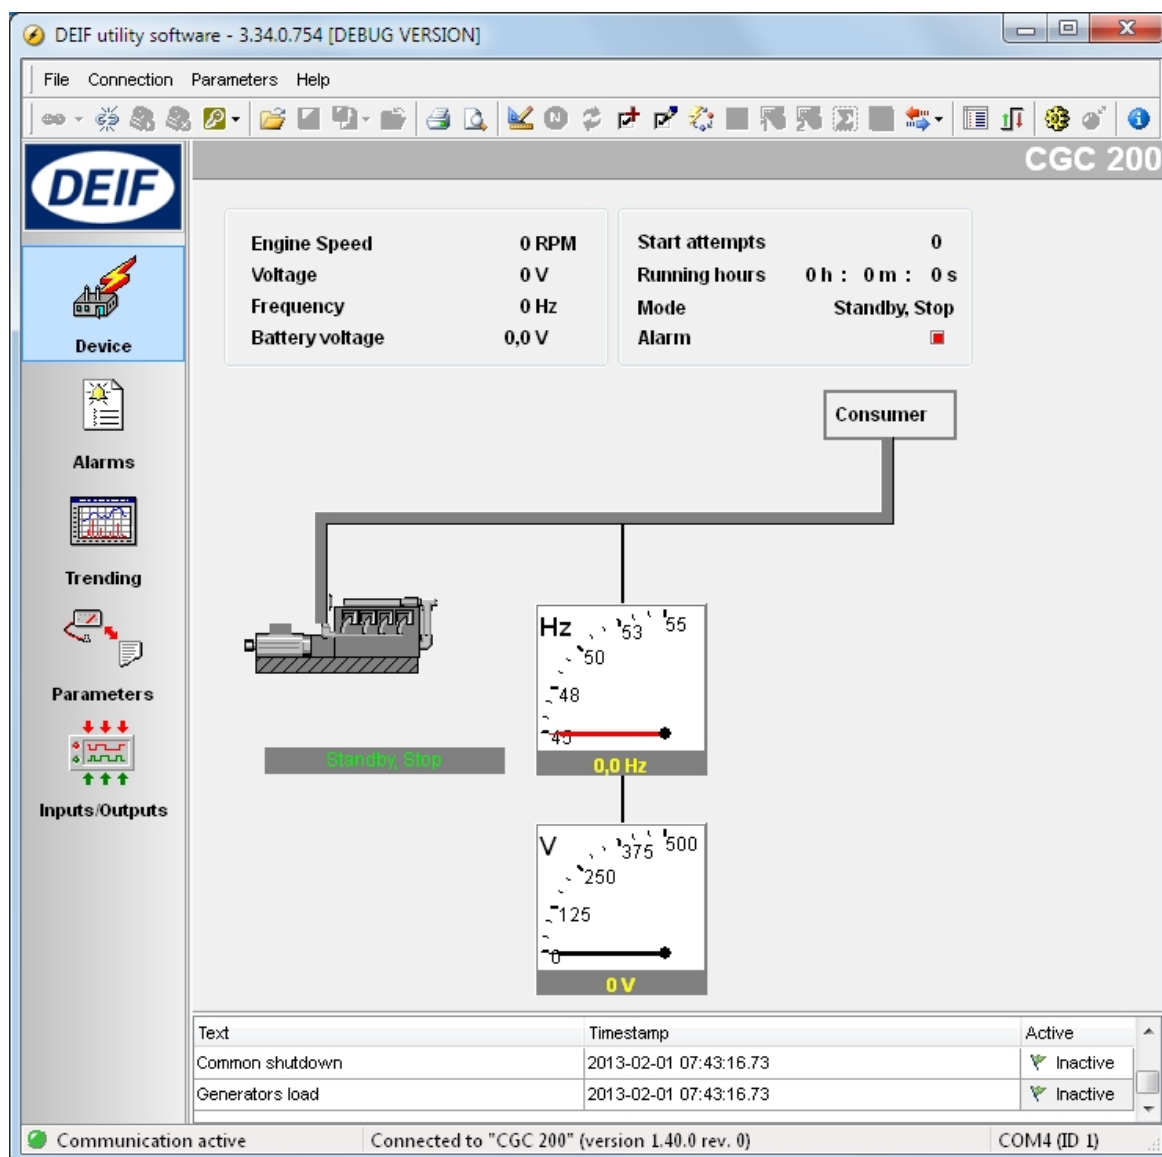 DEIF utility software - 3.34.0.754 [DEBUG VERSION]
File Connection Parameters Help
DEIF
CGC 200
Device
Alarms
Trending
Parameters
Inputs/Outputs
Engine Speed 0 RPM
Voltage 0 V
Frequency 0 Hz
Battery voltage 0,0 V
Start attempts 0
Running hours 0 h : 0 m : 0 s
Mode Standby, Stop
Alarm
Consumer
Standby, Stop
Hz
55
53
50
48
45
0,0 Hz
V
500
375
250
125
0
0 V
Text Timestamp Active
Common shutdown 2013-02-01 07:43:16.73 Inactive
Generators load 2013-02-01 07:43:16.73 Inactive
Communication active Connected to "CGC 200" (version 1.40.0 rev. 0) COM4 (ID 1)